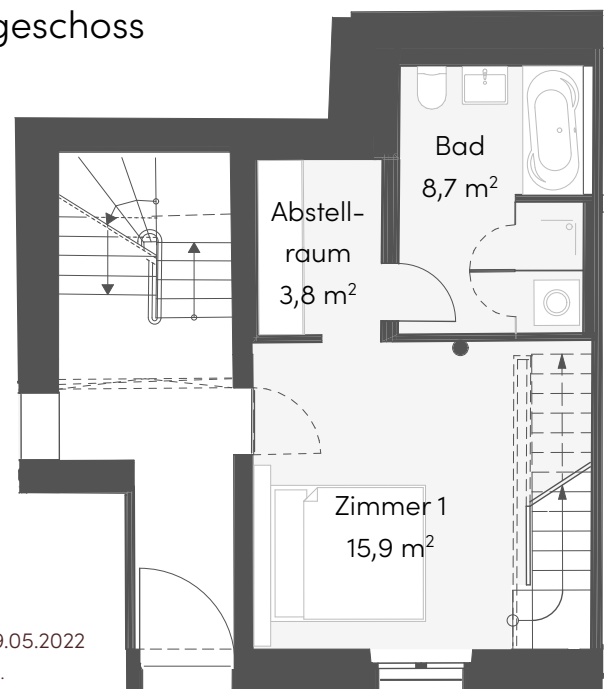 geschoss
Bad
8,7 m²
Abstell-
raum
3,8 m²
Zimmer 1
15,9 m²
9.05.2022
.